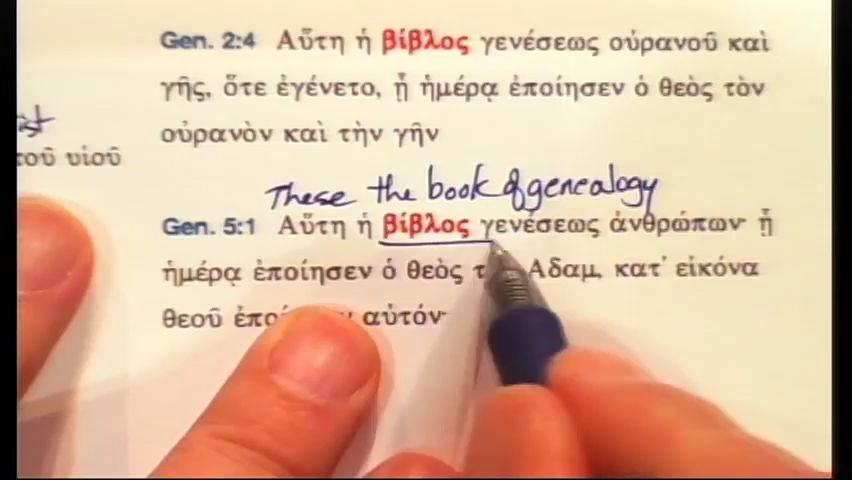 Gen. 2:4 Αὕτη ἡ βίβλος γενέσεως οὐρανοῦ καὶ
γῆς, ὅτε ἐγένετο, ᾗ ἡμέρᾳ ἐποίησεν ὁ θεὸς τὸν
οὐρανὸν καὶ τὴν γῆν
τοῦ υἱοῦ
These the book of genealogy
Gen. 5:1 Αὕτη ἡ βίβλος γενέσεως ἀνθρώπων· ᾗ
ἡμέρᾳ ἐποίησεν ὁ θεὸς Αδαμ, κατ᾽ εἰκόνα
θεοῦ αὐτόν·